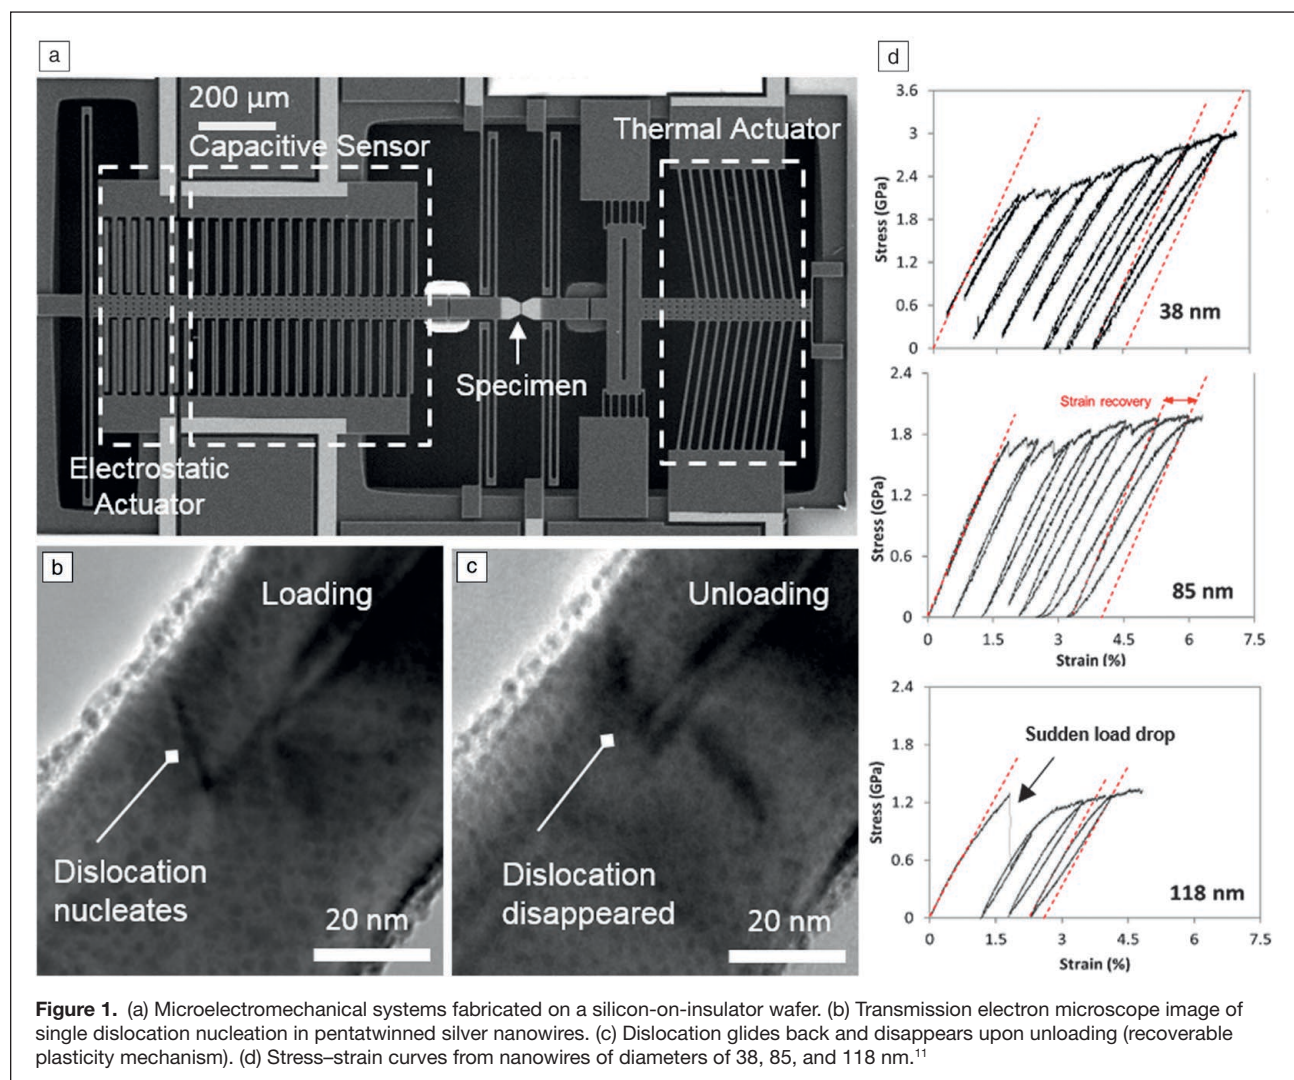 a
200 µm
Capacitive Sensor
Thermal Actuator
Specimen
Electrostatic
Actuator
b
Loading
Dislocation
nucleates
20 nm
c
Unloading
Dislocation
disappeared
20 nm
d
3.6
3
2.4
1.8
1.2
0.6
0
Stress (GPa)
38 nm
2.4
1.8
1.2
0.6
0
Stress (GPa)
Strain recovery
85 nm
0 1.5 3 4.5 6 7.5
Strain (%)
2.4
1.8
1.2
0.6
0
Stress (GPa)
Sudden load drop
118 nm
0 1.5 3 4.5 6 7.5
Strain (%)
Figure 1. (a) Microelectromechanical systems fabricated on a silicon-on-insulator wafer. (b) Transmission electron microscope image of
single dislocation nucleation in pentatwinned silver nanowires. (c) Dislocation glides back and disappears upon unloading (recoverable
plasticity mechanism). (d) Stress–strain curves from nanowires of diameters of 38, 85, and 118 nm.¹¹